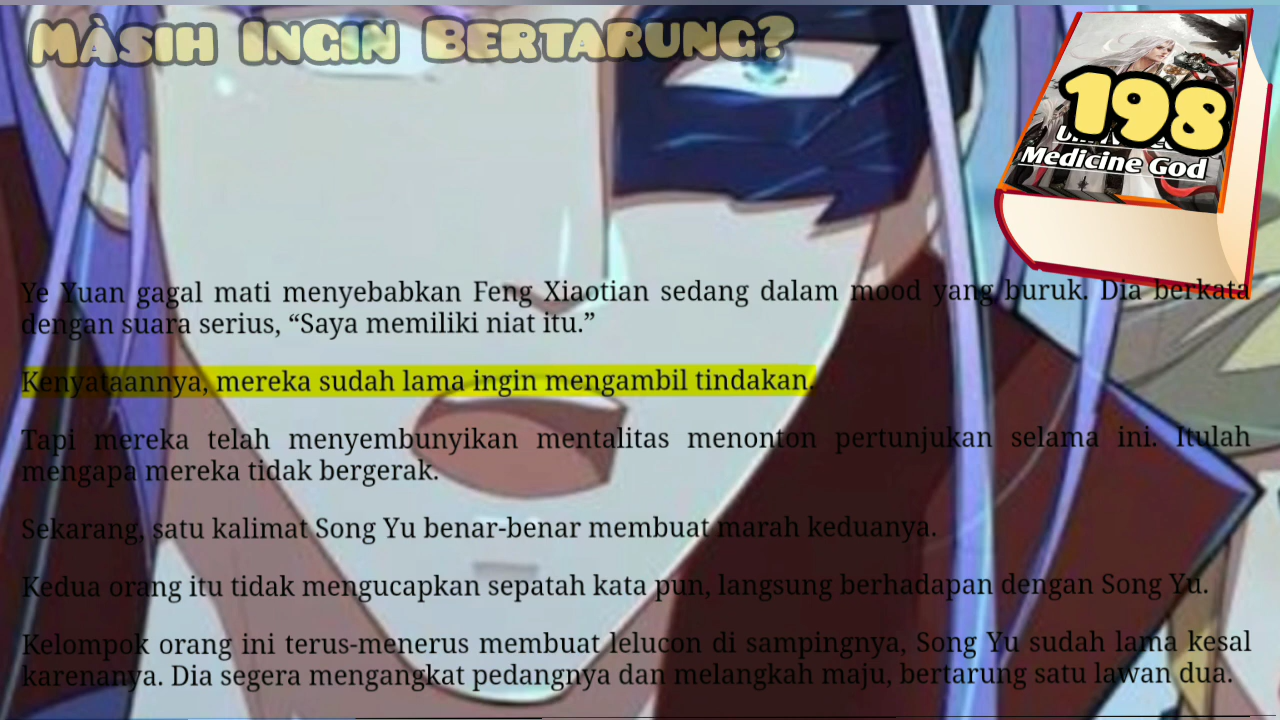 Màsih Ingin Bertarung?
198
Medicine God
Ye Yuan gagal mati menyebabkan Feng Xiaotian sedang dalam mood yang buruk. Dia berkata
dengan suara serius, “Saya memiliki niat itu.”
Kenyataannya, mereka sudah lama ingin mengambil tindakan.
Tapi mereka telah menyembunyikan mentalitas menonton pertunjukan selama ini. Itulah
mengapa mereka tidak bergerak.
Sekarang, satu kalimat Song Yu benar-benar membuat marah keduanya.
Kedua orang itu tidak mengucapkan sepatah kata pun, langsung berhadapan dengan Song Yu.
Kelompok orang ini terus-menerus membuat lelucon di sampingnya, Song Yu sudah lama kesal
karenanya. Dia segera mengangkat pedangnya dan melangkah maju, bertarung satu lawan dua.